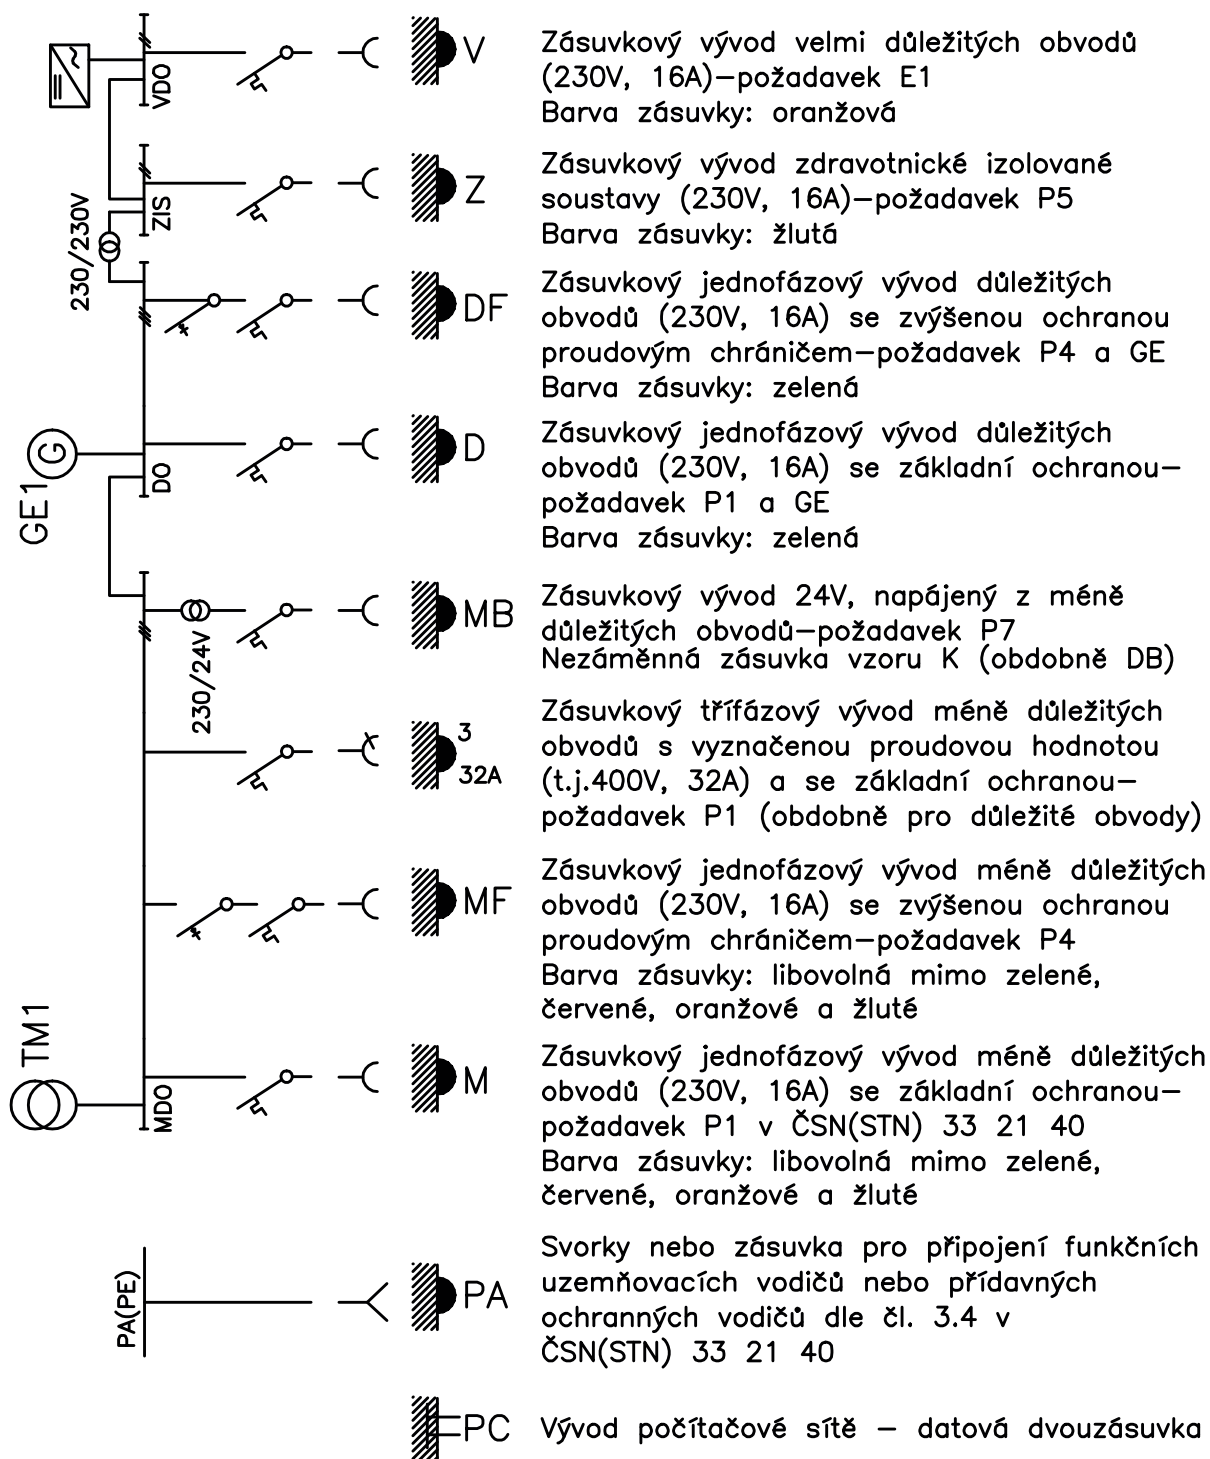 V
Zásuvkový vývod velmi důležitých obvodů
(230V, 16A)–požadavek E1
Barva zásuvky: oranžová
VDO
Z
Zásuvkový vývod zdravotnické izolované
soustavy (230V, 16A)–požadavek P5
Barva zásuvky: žlutá
ZIS
230/230V
DF
Zásuvkový jednofázový vývod důležitých
obvodů (230V, 16A) se zvýšenou ochranou
proudovým chráničem–požadavek P4 a GE
Barva zásuvky: zelená
G
GE1
DO
D
Zásuvkový jednofázový vývod důležitých
obvodů (230V, 16A) se základní ochranou–
požadavek P1 a GE
Barva zásuvky: zelená
230/24V
MB
Zásuvkový vývod 24V, napájený z méně
důležitých obvodů–požadavek P7
Nezáměnná zásuvka vzoru K (obdobně DB)
3
32A
Zásuvkový třífázový vývod méně důležitých
obvodů s vyznačenou proudovou hodnotou
(t.j.400V, 32A) a se základní ochranou–
požadavek P1 (obdobně pro důležité obvody)
MF
Zásuvkový jednofázový vývod méně důležitých
obvodů (230V, 16A) se zvýšenou ochranou
proudovým chráničem–požadavek P4
Barva zásuvky: libovolná mimo zelené,
červené, oranžové a žluté
TM1
MDO
M
Zásuvkový jednofázový vývod méně důležitých
obvodů (230V, 16A) se základní ochranou–
požadavek P1 v ČSN(STN) 33 21 40
Barva zásuvky: libovolná mimo zelené,
červené, oranžové a žluté
PA(PE)
PA
Svorky nebo zásuvka pro připojení funkčních
uzemňovacích vodičů nebo přídavných
ochranných vodičů dle čl. 3.4 v
ČSN(STN) 33 21 40
PC
Vývod počítačové sítě – datová dvouzásuvka